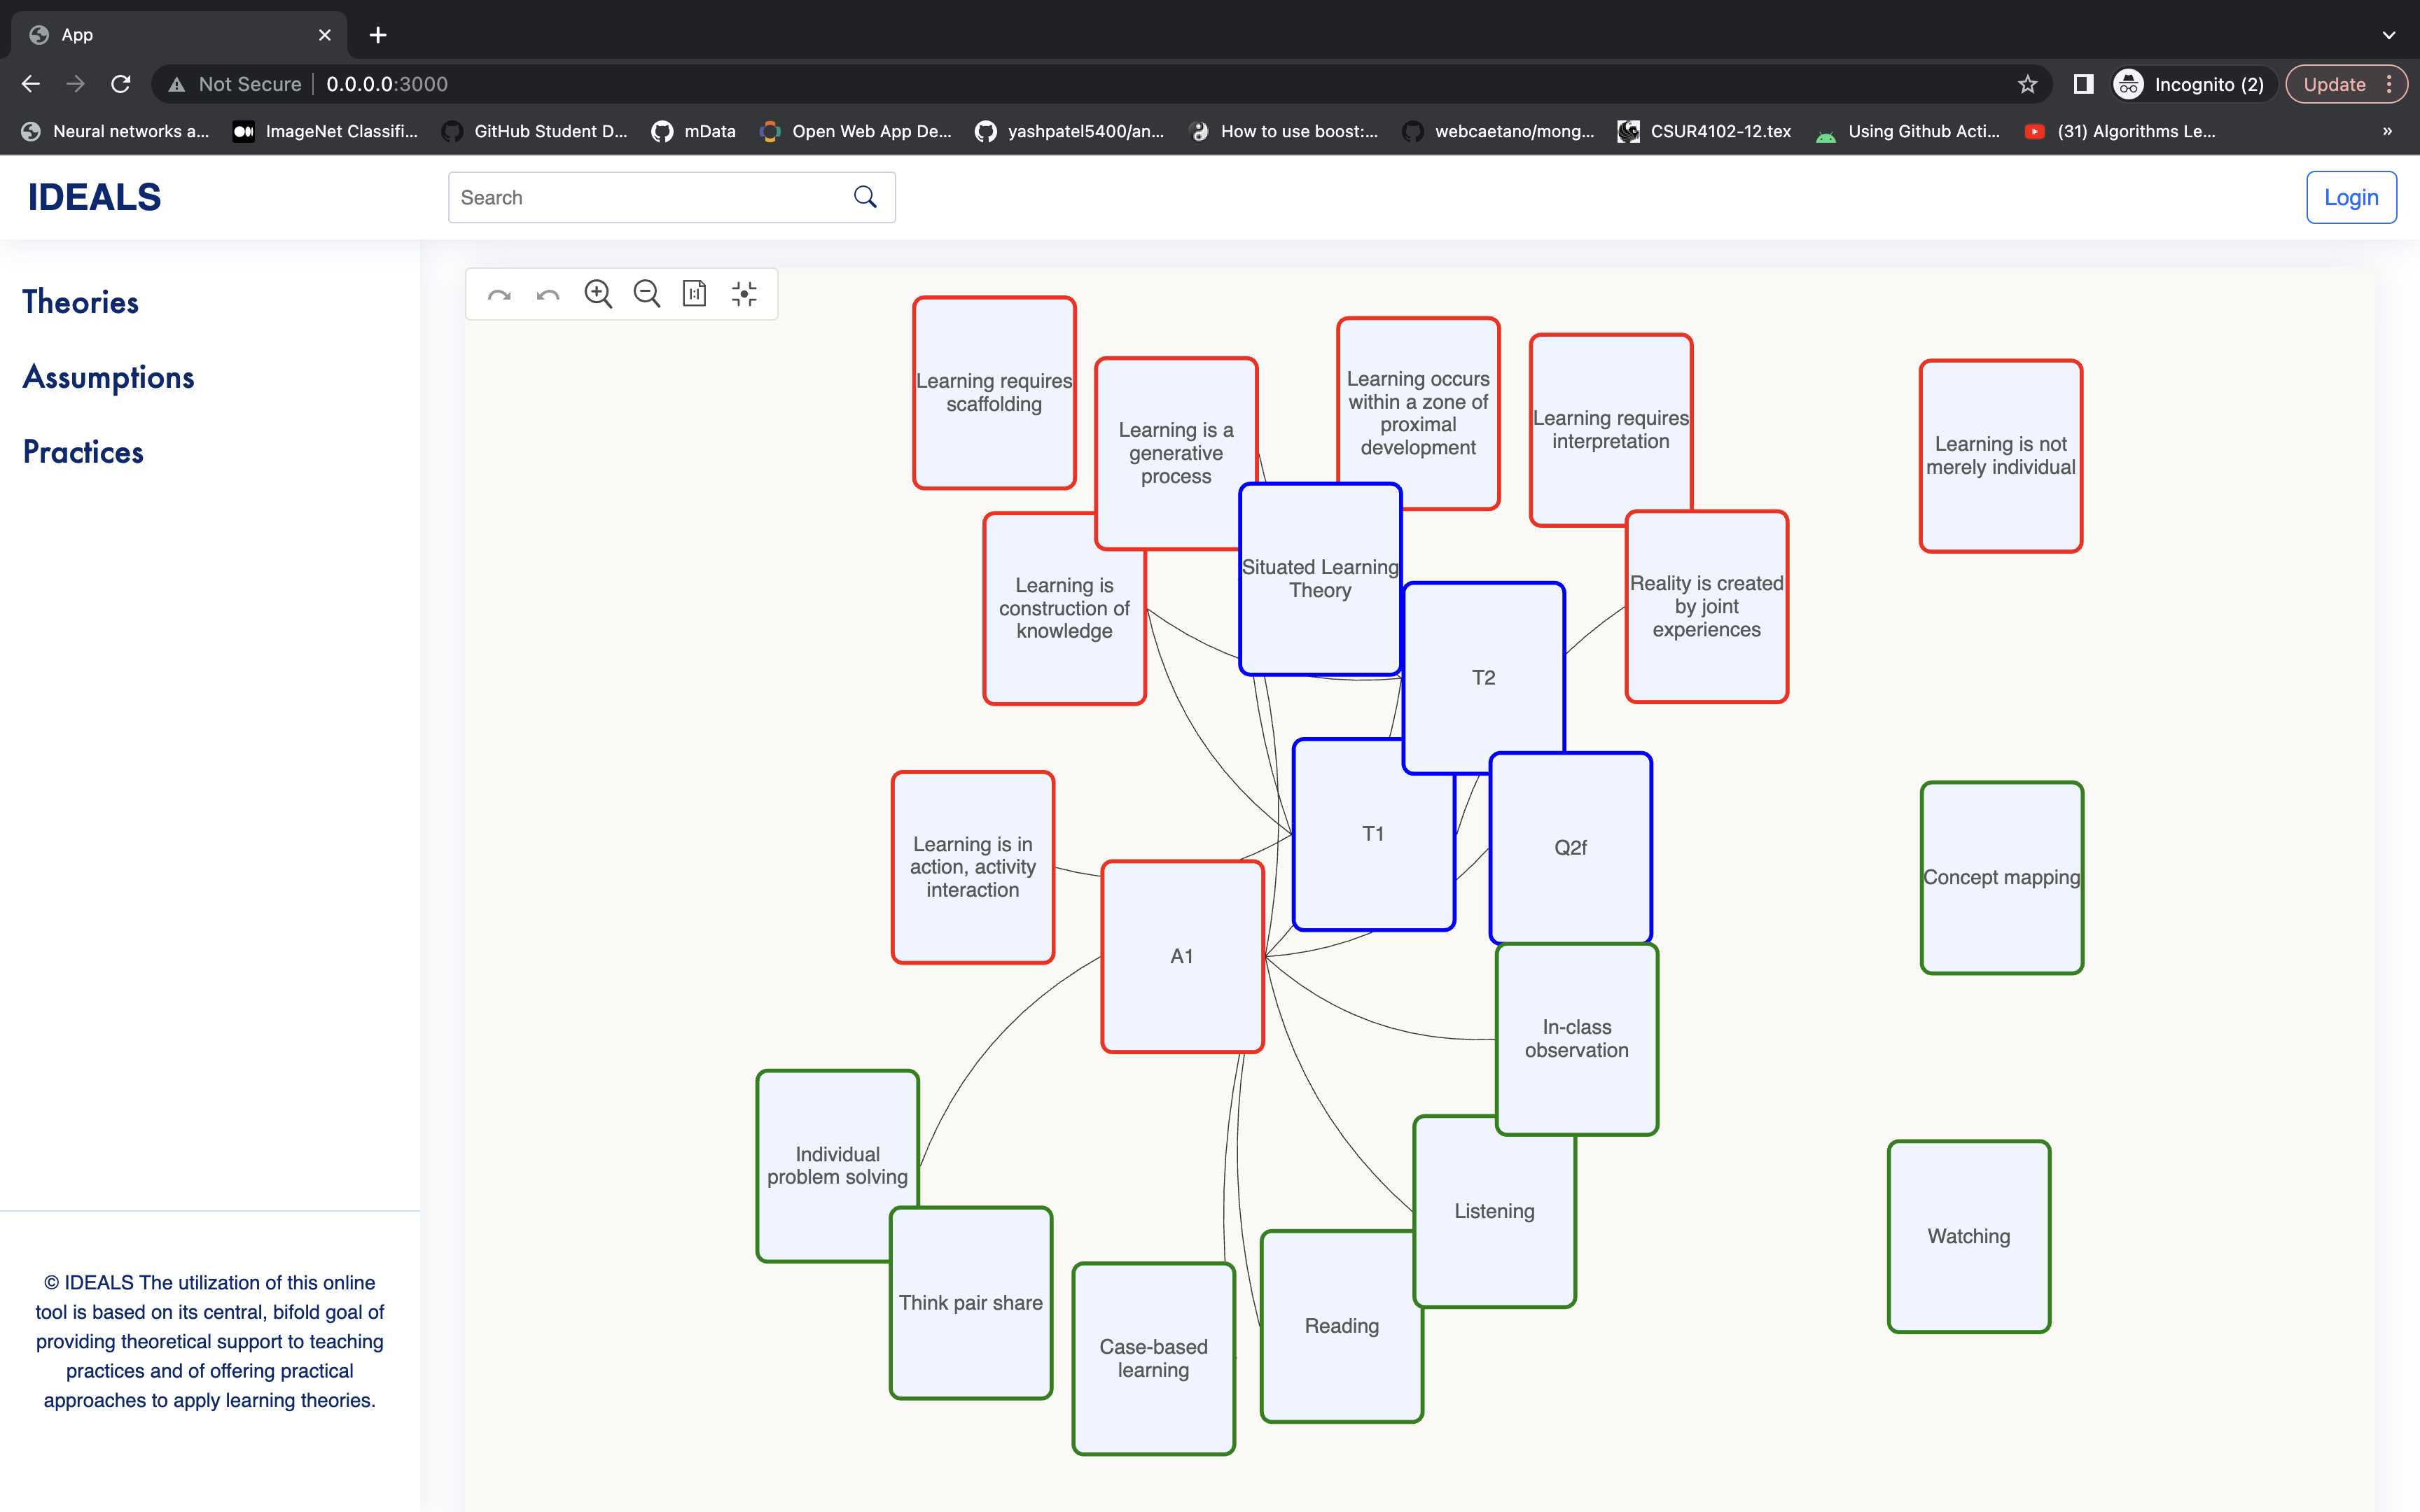 App
Not Secure
0.0.0.0:3000
Incognito (2)
Update
Neural networks a...
ImageNet Classifi...
GitHub Student D...
mData
Open Web App De...
yashpatel5400/an...
How to use boost:...
webcaetano/mong...
CSUR4102-12.tex
Using Github Acti...
(31) Algorithms Le...
»
IDEALS
Search
Login
Theories
Assumptions
Practices
© IDEALS The utilization of this online
tool is based on its central, bifold goal of
providing theoretical support to teaching
practices and of offering practical
approaches to apply learning theories.
Learning requires
scaffolding
Learning is a
generative
process
Learning occurs
within a zone of
proximal
development
Learning requires
interpretation
Learning is not
merely individual
Learning is
construction of
knowledge
Situated Learning
Theory
T2
Reality is created
by joint
experiences
Learning is in
action, activity
interaction
T1
Q2f
Concept mapping
A1
In-class
observation
Individual
problem solving
Listening
Watching
Think pair share
Case-based
learning
Reading